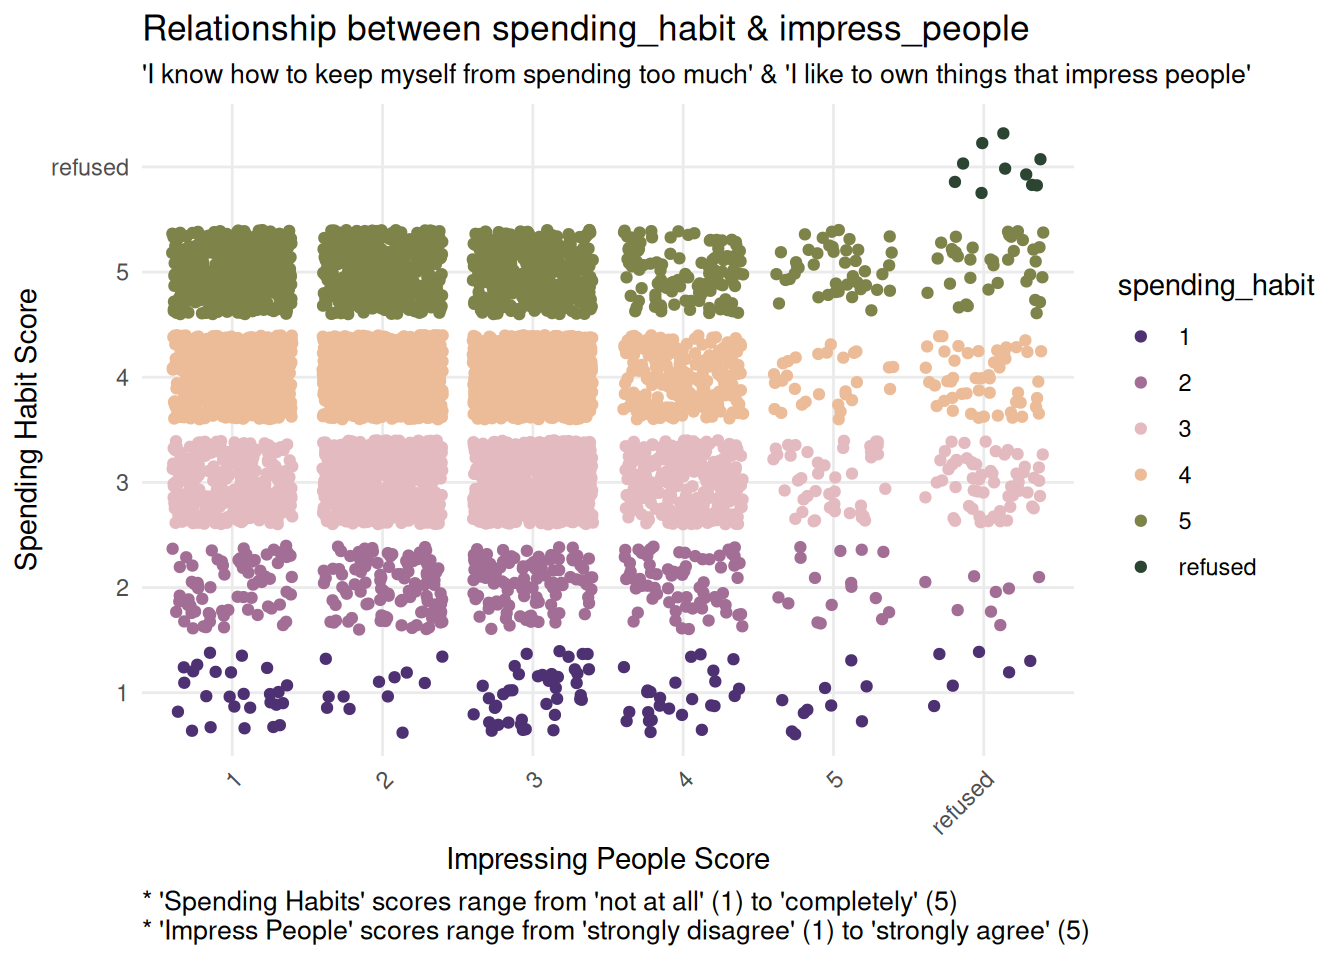 Relationship between spending_habit & impress_people
'I know how to keep myself from spending too much' & 'I like to own things that impress people'
Spending Habit Score
refused
5
4
3
2
1
1
2
3
4
5
refused
Impressing People Score
spending_habit
1
2
3
4
5
refused
* 'Spending Habits' scores range from 'not at all' (1) to 'completely' (5)
* 'Impress People' scores range from 'strongly disagree' (1) to 'strongly agree' (5)